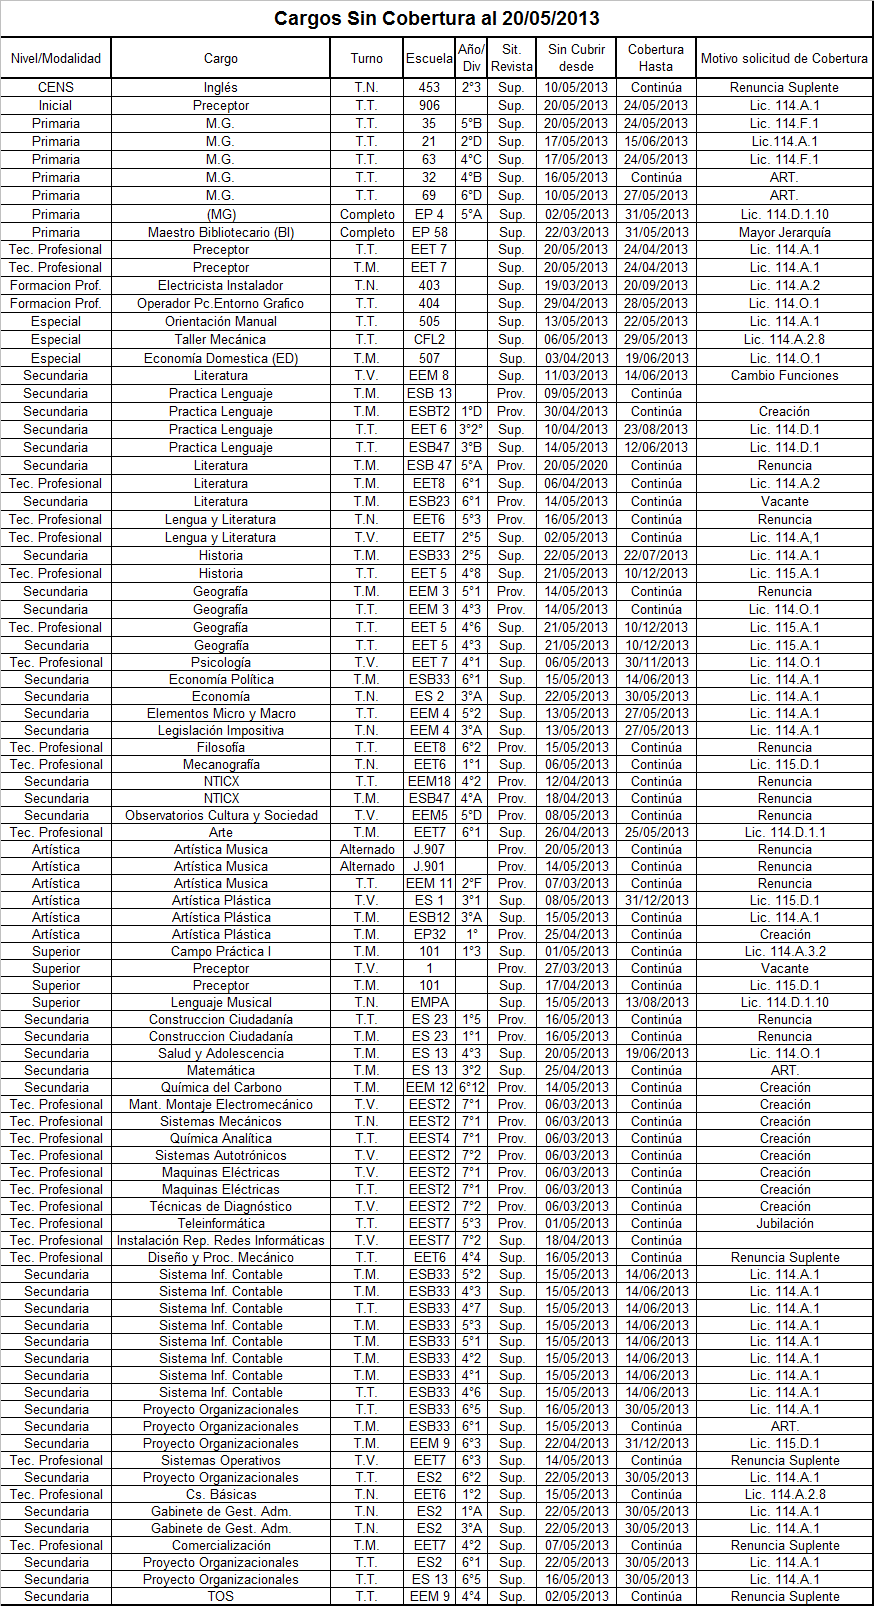 Cargos Sin Cobertura al 20/05/2013
Nivel/Modalidad Cargo Turno Escuela Año/ Div Sit. Revista Sin Cubrir desde Cobertura Hasta Motivo solicitud de Cobertura
CENS Inglés T.N. 453 2°3 Sup. 10/05/2013 Continúa Renuncia Suplente
Inicial Preceptor T.T. 906 Sup. 20/05/2013 24/05/2013 Lic. 114.A.1
Primaria M.G. T.T. 35 5°B Sup. 20/05/2013 24/05/2013 Lic. 114.F.1
Primaria M.G. T.T. 21 2°D Sup. 17/05/2013 15/06/2013 Lic.114.A.1
Primaria M.G. T.T. 63 4°C Sup. 17/05/2013 24/05/2013 Lic. 114.F.1
Primaria M.G. T.T. 32 4°B Sup. 16/05/2013 Continúa ART.
Primaria M.G. T.T. 69 6°D Sup. 10/05/2013 27/05/2013 ART.
Primaria (MG) Completo EP 4 5°A Sup. 02/05/2013 31/05/2013 Lic. 114.D.1.10
Primaria Maestro Bibliotecario (BI) Completo EP 58 Sup. 22/03/2013 31/05/2013 Mayor Jerarquía
Tec. Profesional Preceptor T.T. EET 7 Sup. 20/05/2013 24/04/2013 Lic. 114.A.1
Tec. Profesional Preceptor T.M. EET 7 Sup. 20/05/2013 24/04/2013 Lic. 114.A.1
Formacion Prof. Electricista Instalador T.N. 403 Sup. 19/03/2013 20/09/2013 Lic. 114.A.2
Formacion Prof. Operador Pc.Entorno Grafico T.T. 404 Sup. 29/04/2013 28/05/2013 Lic. 114.O.1
Especial Orientación Manual T.T. 505 Sup. 13/05/2013 22/05/2013 Lic. 114.A.1
Especial Taller Mecánica T.T. CFL2 Sup. 06/05/2013 29/05/2013 Lic. 114.A.2.8
Especial Economía Domestica (ED) T.M. 507 Sup. 03/04/2013 19/06/2013 Lic. 114.O.1
Secundaria Literatura T.V. EEM 8 Sup. 11/03/2013 14/06/2013 Cambio Funciones
Secundaria Practica Lenguaje T.M. ESB 13 Prov. 09/05/2013 Continúa
Secundaria Practica Lenguaje T.M. ESBT2 1°D Prov. 30/04/2013 Continúa Creación
Secundaria Practica Lenguaje T.T. EET 6 3°2° Sup. 10/04/2013 23/08/2013 Lic. 114.D.1
Secundaria Practica Lenguaje T.T. ESB47 3°B Sup. 14/05/2013 12/06/2013 Lic. 114.D.1
Secundaria Literatura T.M. ESB 47 5°A Prov. 20/05/2020 Continúa Renuncia
Tec. Profesional Literatura T.M. EET8 6°1 Sup. 06/04/2013 Continúa Lic. 114.A.2
Secundaria Literatura T.M. ESB23 6°1 Prov. 14/05/2013 Continúa Vacante
Tec. Profesional Lengua y Literatura T.N. EET6 5°3 Prov. 16/05/2013 Continúa Renuncia
Tec. Profesional Lengua y Literatura T.V. EET7 2°5 Sup. 02/05/2013 Continúa Lic. 114.A,1
Secundaria Historia T.M. ESB33 2°5 Sup. 22/05/2013 22/07/2013 Lic. 114.A.1
Tec. Profesional Historia T.T. EET 5 4°8 Sup. 21/05/2013 10/12/2013 Lic. 115.A.1
Secundaria Geografía T.M. EEM 3 5°1 Prov. 14/05/2013 Continúa Renuncia
Secundaria Geografía T.T. EEM 3 4°3 Prov. 14/05/2013 Continúa Lic. 114.O.1
Tec. Profesional Geografía T.T. EET 5 4°6 Sup. 21/05/2013 10/12/2013 Lic. 115.A.1
Secundaria Geografía T.T. EET 5 4°3 Sup. 21/05/2013 10/12/2013 Lic. 115.A.1
Tec. Profesional Psicología T.V. EET 7 4°1 Sup. 06/05/2013 30/11/2013 Lic. 114.O.1
Secundaria Economía Política T.M. ESB33 6°1 Sup. 15/05/2013 14/06/2013 Lic. 114.A.1
Secundaria Economía T.N. ES 2 3°A Sup. 22/05/2013 30/05/2013 Lic. 114.A.1
Secundaria Elementos Micro y Macro T.T. EEM 4 5°2 Sup. 13/05/2013 27/05/2013 Lic. 114.A.1
Secundaria Legislación Impositiva T.N. EEM 4 3°A Sup. 13/05/2013 27/05/2013 Lic. 114.A.1
Tec. Profesional Filosofía T.T. EET8 6°2 Prov. 15/05/2013 Continúa Renuncia
Tec. Profesional Mecanografía T.N. EET6 1°1 Sup. 06/05/2013 Continúa Lic. 115.D.1
Secundaria NTICX T.T. EEM18 4°2 Prov. 12/04/2013 Continúa Renuncia
Secundaria NTICX T.M. ESB47 4°A Prov. 18/04/2013 Continúa Renuncia
Secundaria Observatorios Cultura y Sociedad T.V. EEM5 5°D Prov. 08/05/2013 Continúa Renuncia
Tec. Profesional Arte T.M. EET7 6°1 Sup. 26/04/2013 25/05/2013 Lic. 114.D.1.1
Artística Artística Musica Alternado J.907 Prov. 20/05/2013 Continúa Renuncia
Artística Artística Musica Alternado J.901 Prov. 14/05/2013 Continúa Renuncia
Artística Artística Musica T.T. EEM 11 2°F Prov. 07/03/2013 Continúa Renuncia
Artística Artística Plástica T.V. ES 1 3°1 Sup. 08/05/2013 31/12/2013 Lic. 115.D.1
Artística Artística Plástica T.M. ESB12 3°A Sup. 15/05/2013 Continúa Lic. 114.A.1
Artística Artística Plástica T.M. EP32 1° Prov. 25/04/2013 Continúa Creación
Superior Campo Práctica I T.M. 101 1°3 Sup. 01/05/2013 Continúa Lic. 114.A.3.2
Superior Preceptor T.V. 1 Prov. 27/03/2013 Continúa Vacante
Superior Preceptor T.M. 101 Sup. 17/04/2013 Continúa Lic. 115.D.1
Superior Lenguaje Musical T.N. EMPA Sup. 15/05/2013 13/08/2013 Lic. 114.D.1.10
Secundaria Construccion Ciudadanía T.T. ES 23 1°5 Prov. 16/05/2013 Continúa Renuncia
Secundaria Construccion Ciudadanía T.M. ES 23 1°1 Prov. 16/05/2013 Continúa Renuncia
Secundaria Salud y Adolescencia T.M. ES 13 4°3 Sup. 20/05/2013 19/06/2013 Lic. 114.O.1
Secundaria Matemática T.M. ES 13 3°2 Sup. 25/04/2013 Continúa ART.
Secundaria Química del Carbono T.M. EEM 12 6°12 Prov. 14/05/2013 Continúa Creación
Tec. Profesional Mant. Montaje Electromecánico T.V. EEST2 7°1 Prov. 06/03/2013 Continúa Creación
Tec. Profesional Sistemas Mecánicos T.N. EEST2 7°1 Prov. 06/03/2013 Continúa Creación
Tec. Profesional Química Analítica T.T. EEST4 7°1 Prov. 06/03/2013 Continúa Creación
Tec. Profesional Sistemas Autotrónicos T.V. EEST2 7°2 Prov. 06/03/2013 Continúa Creación
Tec. Profesional Maquinas Eléctricas T.V. EEST2 7°1 Prov. 06/03/2013 Continúa Creación
Tec. Profesional Maquinas Eléctricas T.T. EEST2 7°1 Prov. 06/03/2013 Continúa Creación
Tec. Profesional Técnicas de Diagnóstico T.V. EEST2 7°2 Prov. 06/03/2013 Continúa Creación
Tec. Profesional Teleinformática T.T. EEST7 5°3 Prov. 01/05/2013 Continúa Jubilación
Tec. Profesional Instalación Rep. Redes Informáticas T.V. EEST7 7°2 Sup. 18/04/2013 Continúa
Tec. Profesional Diseño y Proc. Mecánico T.T. EET6 4°4 Sup. 16/05/2013 Continúa Renuncia Suplente
Secundaria Sistema Inf. Contable T.M. ESB33 5°2 Sup. 15/05/2013 14/06/2013 Lic. 114.A.1
Secundaria Sistema Inf. Contable T.M. ESB33 4°3 Sup. 15/05/2013 14/06/2013 Lic. 114.A.1
Secundaria Sistema Inf. Contable T.T. ESB33 4°7 Sup. 15/05/2013 14/06/2013 Lic. 114.A.1
Secundaria Sistema Inf. Contable T.M. ESB33 5°3 Sup. 15/05/2013 14/06/2013 Lic. 114.A.1
Secundaria Sistema Inf. Contable T.M. ESB33 5°1 Sup. 15/05/2013 14/06/2013 Lic. 114.A.1
Secundaria Sistema Inf. Contable T.M. ESB33 4°2 Sup. 15/05/2013 14/06/2013 Lic. 114.A.1
Secundaria Sistema Inf. Contable T.M. ESB33 4°1 Sup. 15/05/2013 14/06/2013 Lic. 114.A.1
Secundaria Sistema Inf. Contable T.T. ESB33 4°6 Sup. 15/05/2013 14/06/2013 Lic. 114.A.1
Secundaria Proyecto Organizacionales T.T. ESB33 6°5 Sup. 16/05/2013 30/05/2013 Lic. 114.A.1
Secundaria Proyecto Organizacionales T.M. ESB33 6°1 Sup. 15/05/2013 Continúa ART.
Secundaria Proyecto Organizacionales T.M. EEM 9 6°3 Sup. 22/04/2013 31/12/2013 Lic. 115.D.1
Tec. Profesional Sistemas Operativos T.V. EET7 6°3 Sup. 14/05/2013 Continúa Renuncia Suplente
Secundaria Proyecto Organizacionales T.T. ES2 6°2 Sup. 22/05/2013 30/05/2013 Lic. 114.A.1
Tec. Profesional Cs. Básicas T.N. EET6 1°2 Sup. 15/05/2013 Continúa Lic. 114.A.2.8
Secundaria Gabinete de Gest. Adm. T.N. ES2 1°A Sup. 22/05/2013 30/05/2013 Lic. 114.A.1
Secundaria Gabinete de Gest. Adm. T.N. ES2 3°A Sup. 22/05/2013 30/05/2013 Lic. 114.A.1
Tec. Profesional Comercialización T.M. EET7 4°2 Sup. 07/05/2013 Continúa Renuncia Suplente
Secundaria Proyecto Organizacionales T.T. ES2 6°1 Sup. 22/05/2013 30/05/2013 Lic. 114.A.1
Secundaria Proyecto Organizacionales T.T. ES 13 6°5 Sup. 16/05/2013 30/05/2013 Lic. 114.A.1
Secundaria TOS T.T. EEM 9 4°4 Sup. 02/05/2013 Continúa Renuncia Suplente